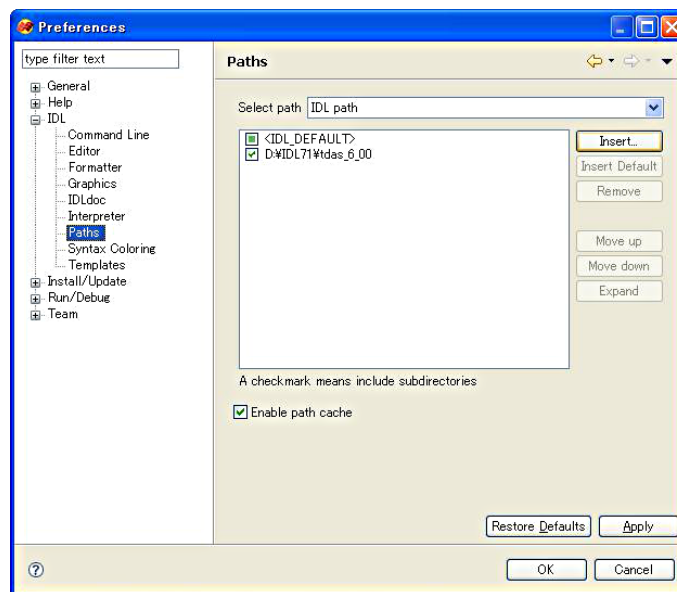 Preferences
type filter text
General
Help
IDL
Command Line
Editor
Formatter
Graphics
IDLdoc
Interpreter
Paths
Syntax Coloring
Templates
Install/Update
Run/Debug
Team
Paths
Select path IDL path
<IDL_DEFAULT>
D:¥IDL71¥tdas_6_00
Insert...
Insert Default
Remove
Move up
Move down
Expand
A checkmark means include subdirectories
Enable path cache
Restore Defaults Apply
OK Cancel